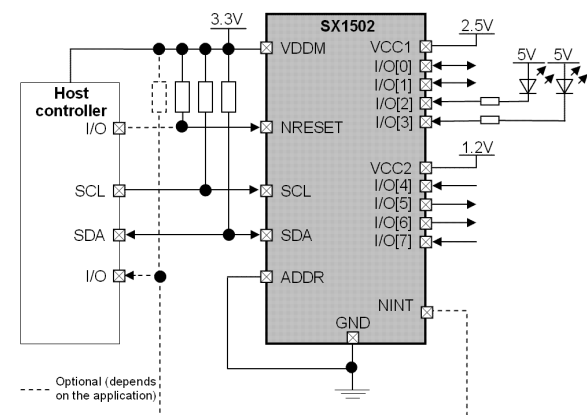 3.3V
SX1502
2.5V
VDDM
VCC1
5V
5V
I/O[0]
I/O[1]
I/O[2]
I/O[3]
Host
controller
I/O
NRESET
1.2V
VCC2
I/O[4]
I/O[5]
I/O[6]
I/O[7]
SCL
SCL
SDA
SDA
I/O
ADDR
NINT
GND
Optional (depends
on the application)